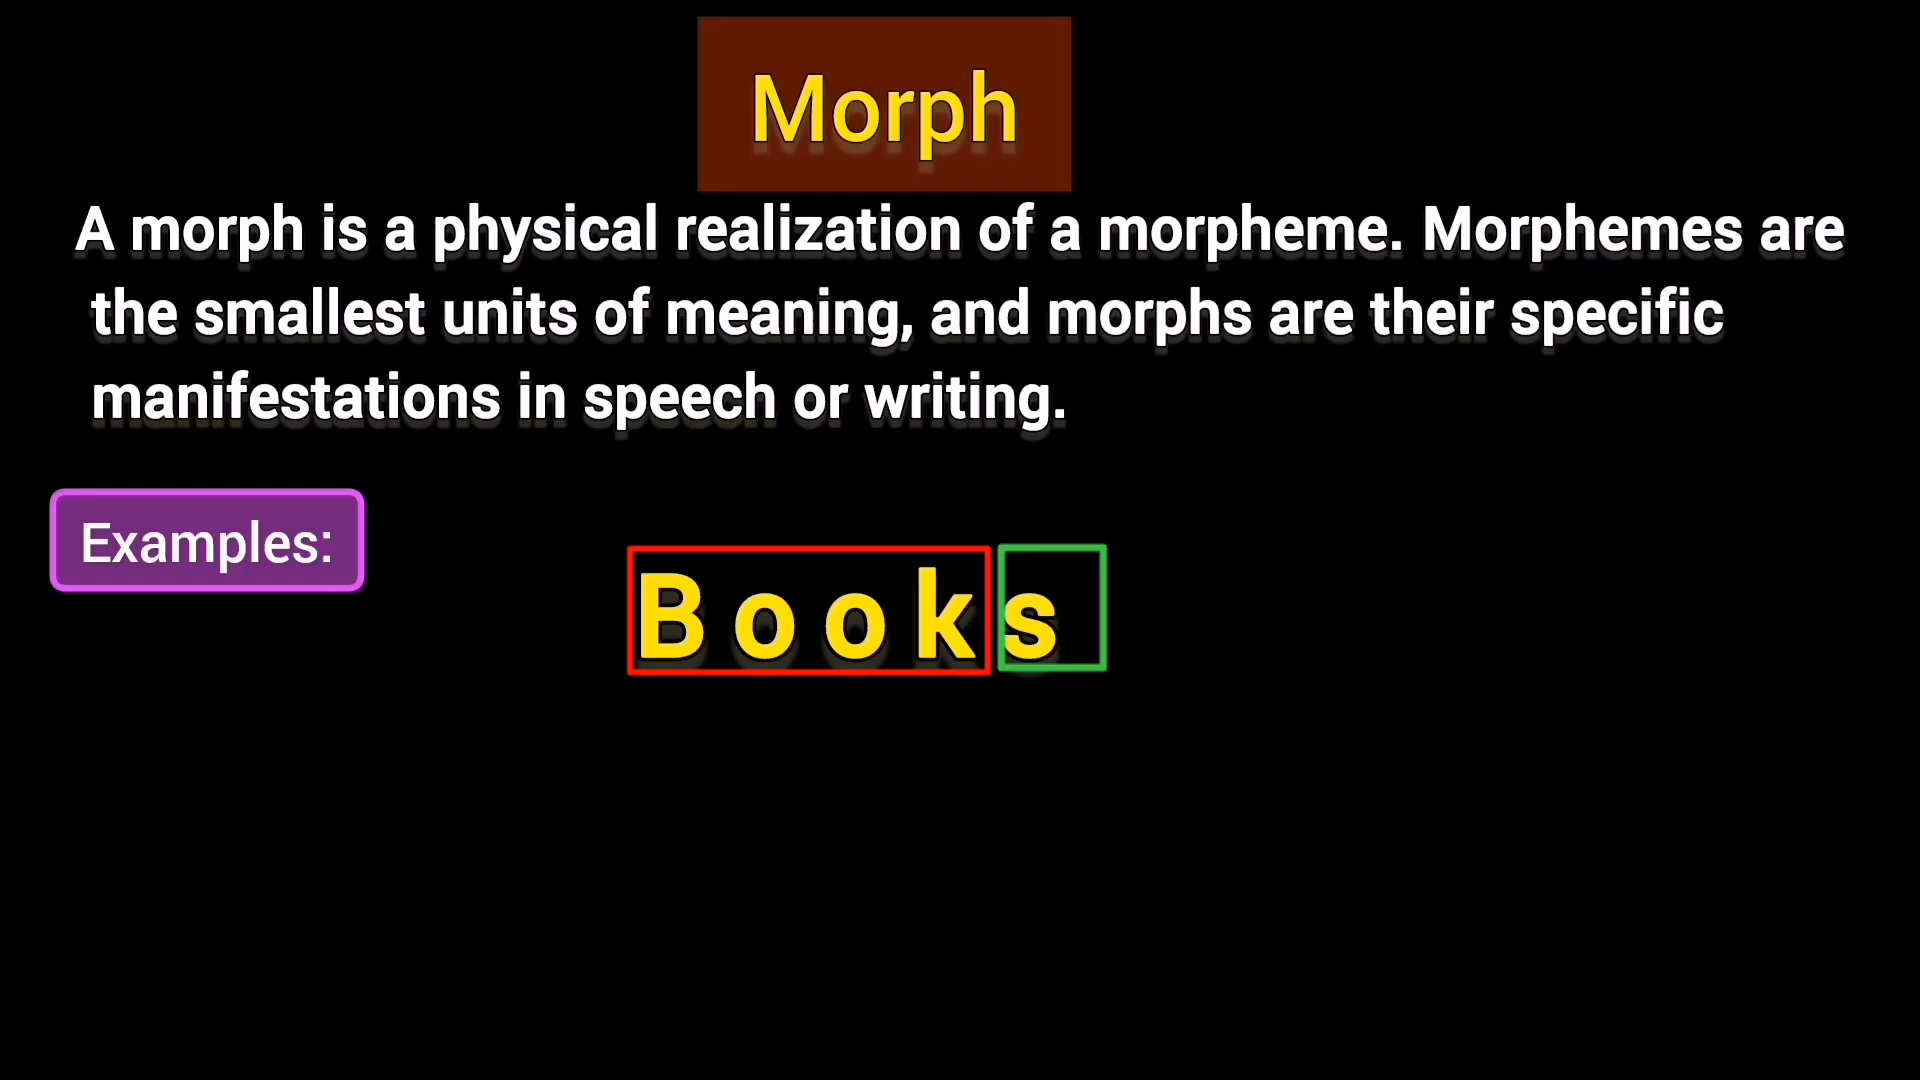 Morph
A morph is a physical realization of a morpheme. Morphemes are
the smallest units of meaning, and morphs are their specific
manifestations in speech or writing.
Examples:
Books